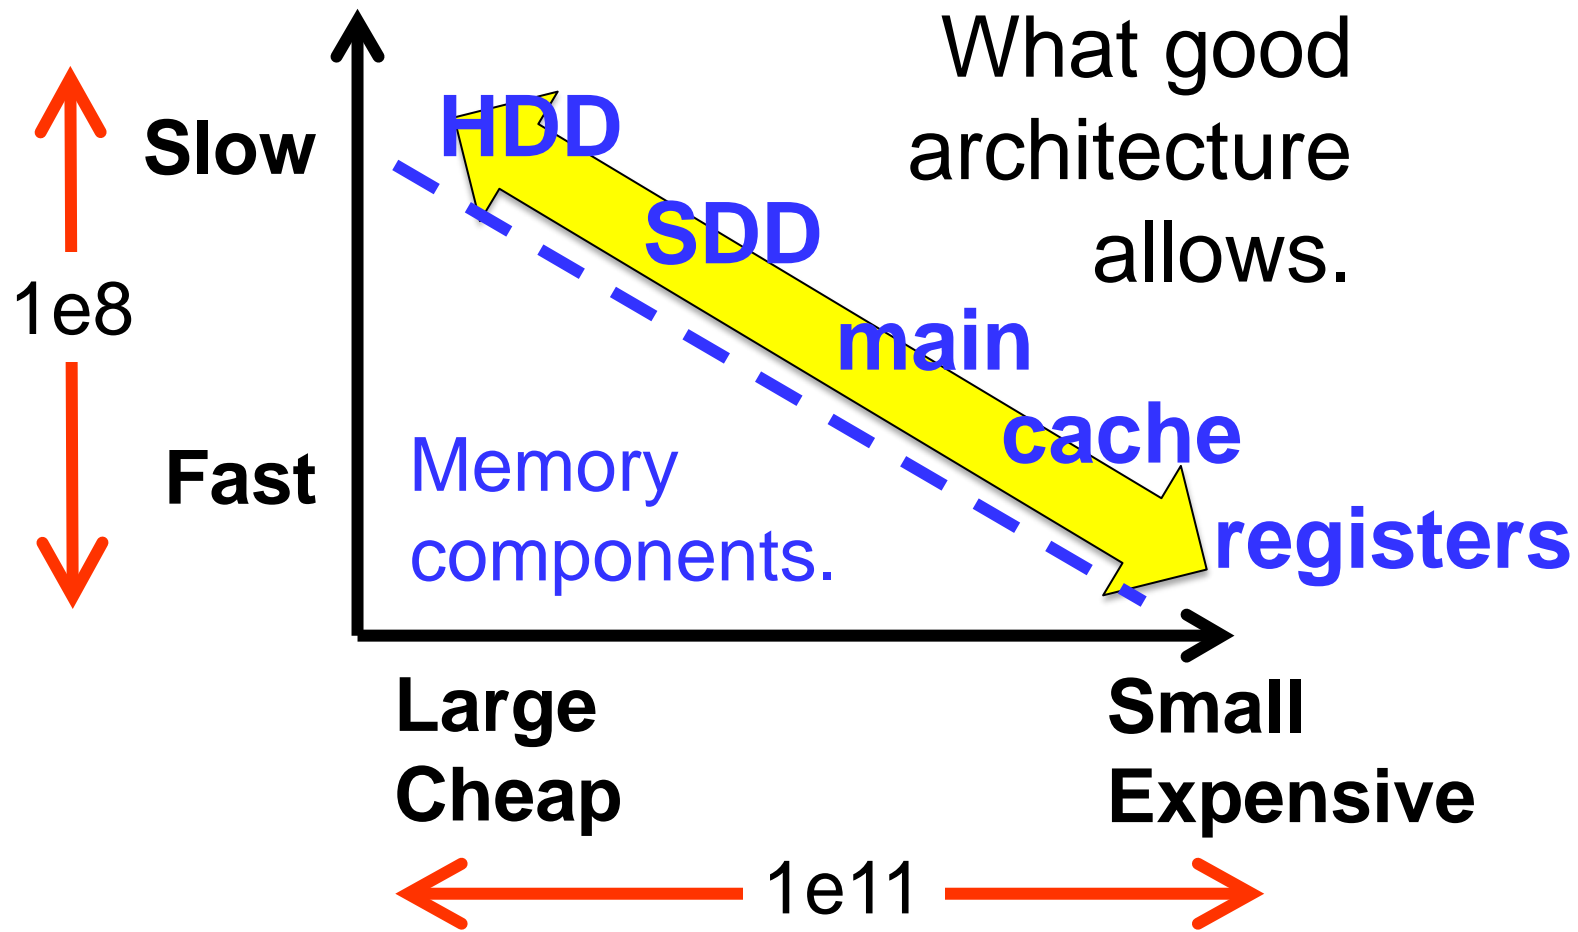 What good
architecture
allows.
Slow
HDD
SDD
1e8
main
cache
Fast
Memory
components.
registers
Large
Cheap
Small
Expensive
1e11